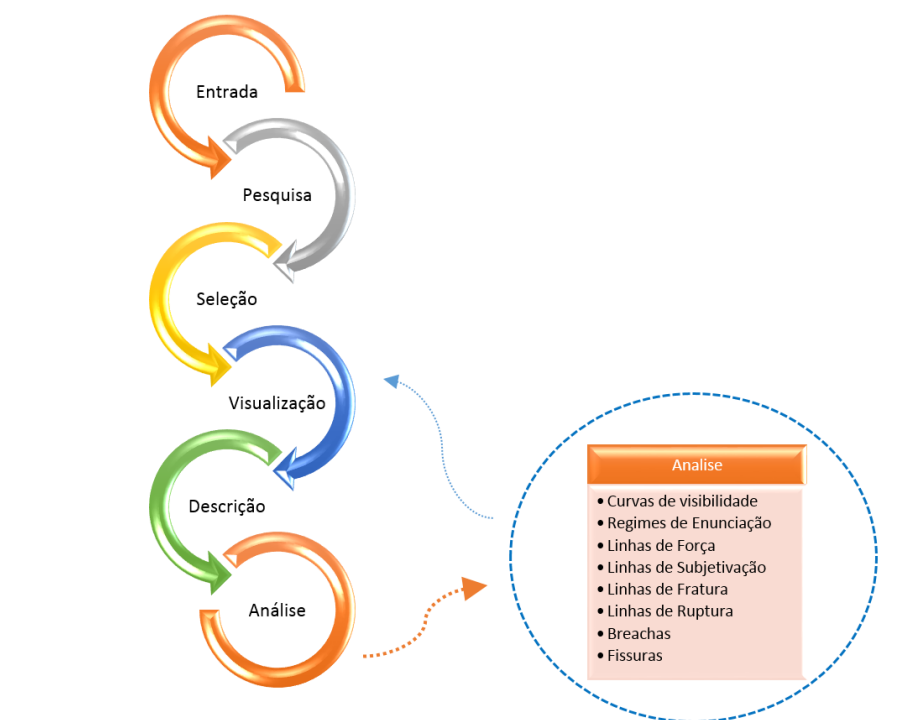 Entrada
Pesquisa
Seleção
Visualização
Descrição
Análise
Analise
• Curvas de visibilidade
• Regimes de Enunciação
• Linhas de Força
• Linhas de Subjetivação
• Linhas de Fratura
• Linhas de Ruptura
• Breachas
• Fissuras